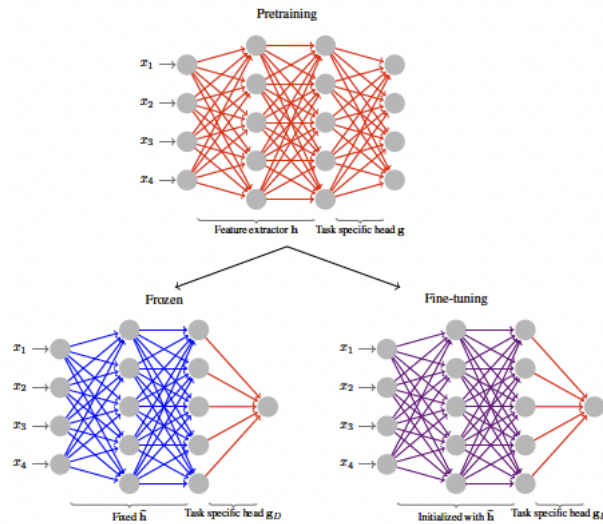 Pretraining
x₁
x₂
x₃
x₄
Feature extractor h
Task specific head g
Frozen
Fine-tuning
x₁
x₂
x₃
x₄
Fixed h̄
Task specific head g_D
x₁
x₂
x₃
x₄
Initialized with h̄
Task specific head g